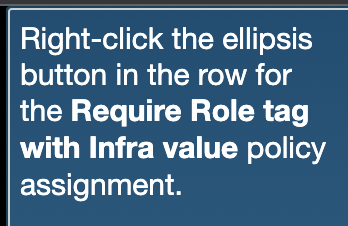 Right-click the ellipsis
button in the row for
the Require Role tag
with Infra value policy
assignment.